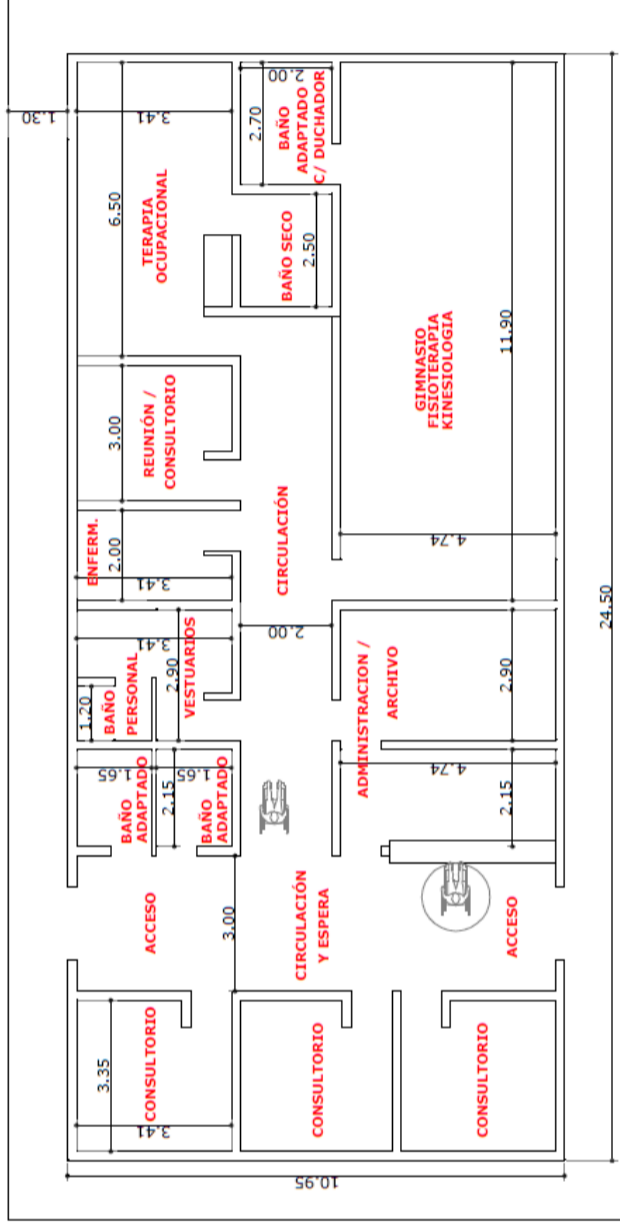 1.30
3.41
6.50
TERAPIA
OCUPACIONAL
2.00
2.70
BAÑO
ADAPTADO
C/ DUCHADOR
BAÑO SECO
2.50
3.00
REUNIÓN /
CONSULTORIO
GIMNASIO
FISIOTERAPIA
KINESIOLOGIA
11.90
ENFERM.
2.00
3.41
CIRCULACIÓN
4.74
24.50
3.41
2.90
VESTUARIOS
2.00
1.20
BAÑO
PERSONAL
ADMINISTRACION /
ARCHIVO
2.90
1.65
1.65
BAÑO
ADAPTADO
2.15
BAÑO
ADAPTADO
4.74
2.15
ACCESO
3.00
CIRCULACIÓN
Y ESPERA
ACCESO
3.35
CONSULTORIO
3.41
CONSULTORIO
CONSULTORIO
10.95